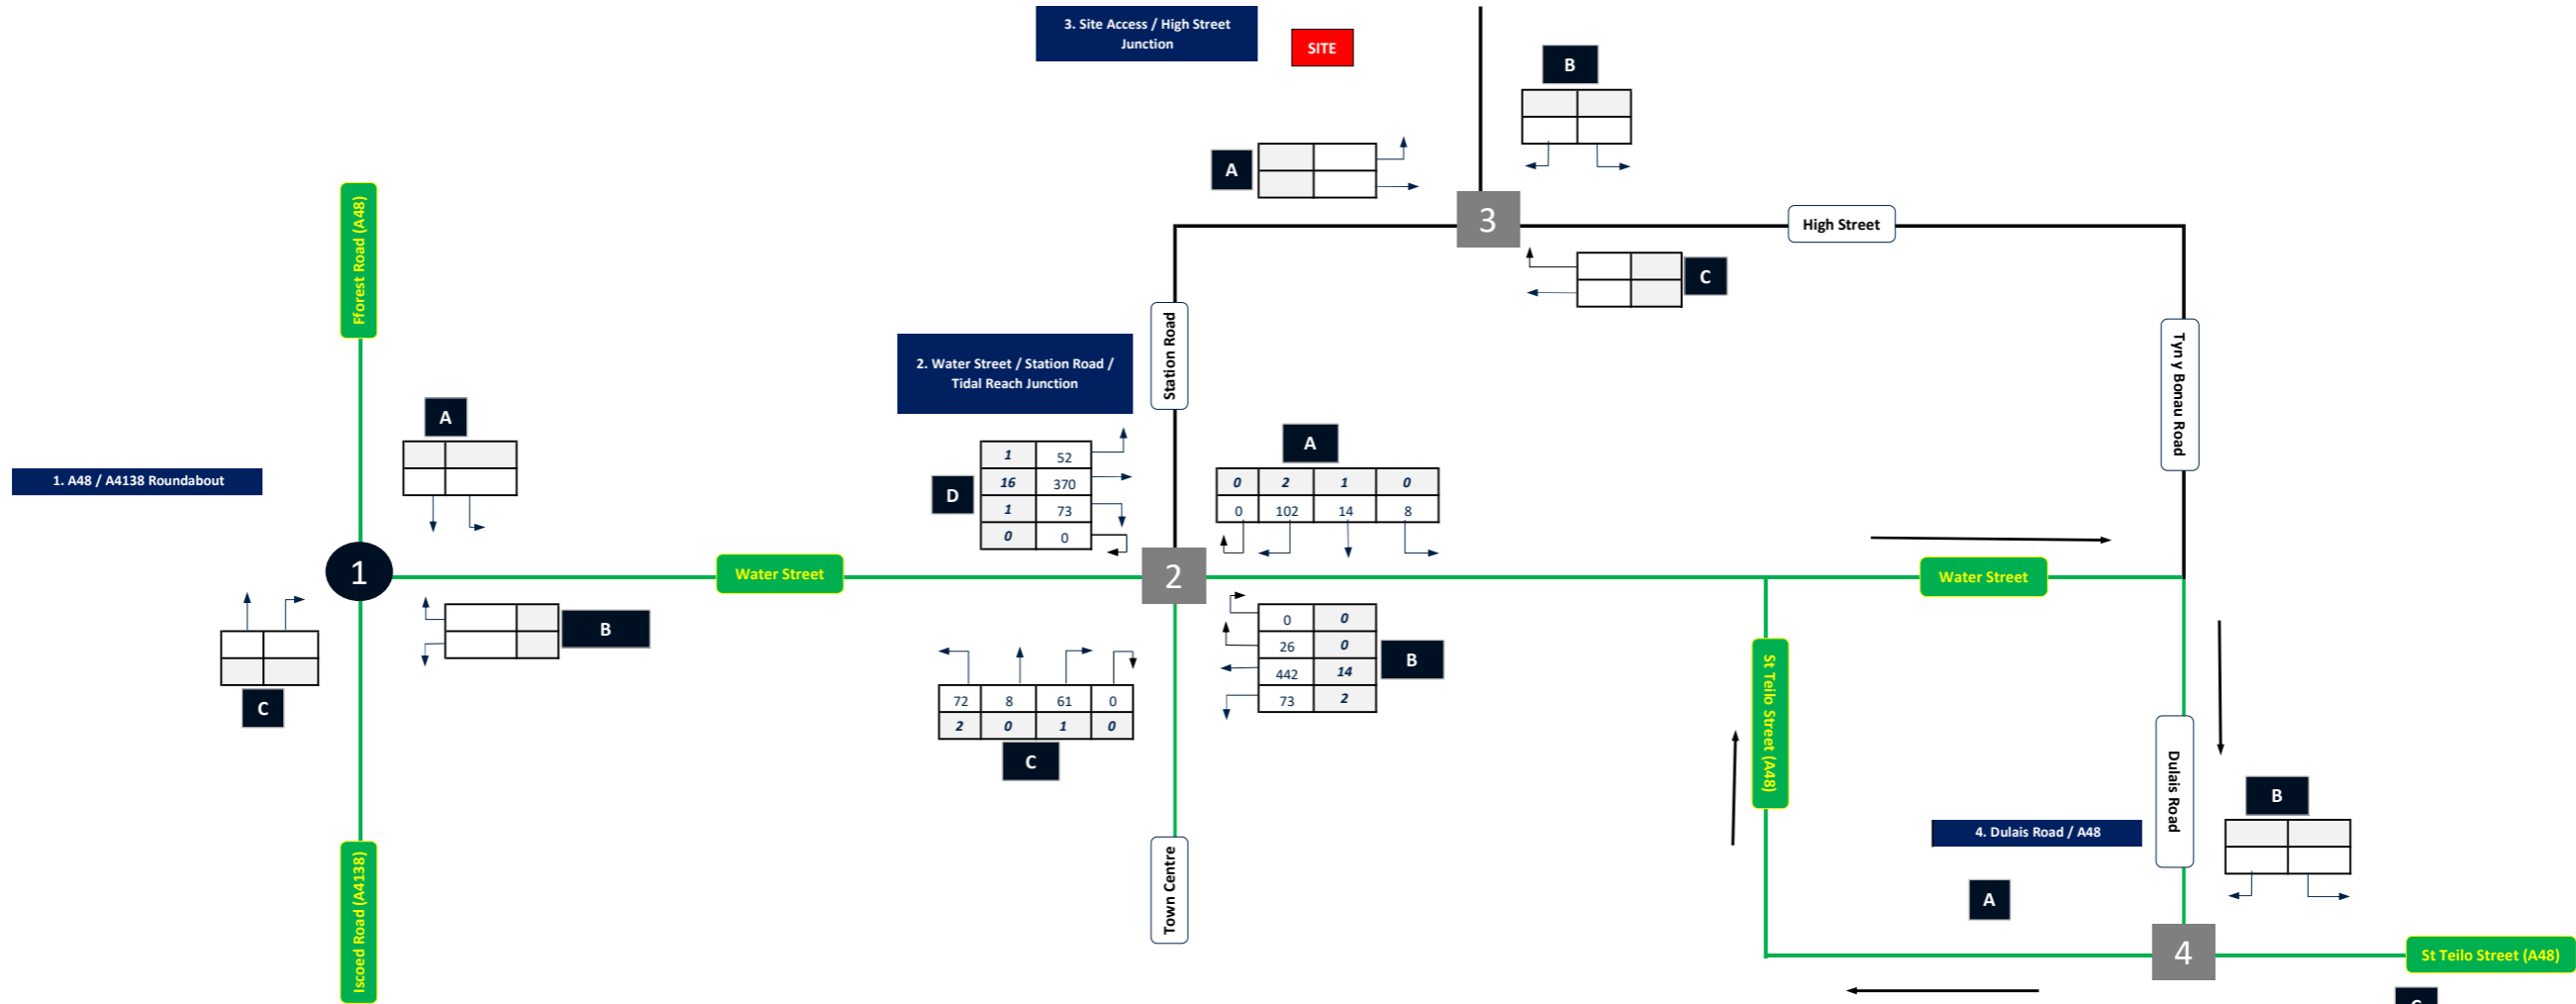 3. Site Access / High Street
Junction
SITE
B
A
3
High Street
C
Fforest Road (A48)
Station Road
Tyn y Bonau Road
2. Water Street / Station Road /
Tidal Reach Junction
A
1. A48 / A4138 Roundabout
D
1 52
16 370
1 73
0 0
A
0 2 1 0
0 102 14 8
1
Water Street
2
Water Street
B
0 0
26 0
442 14
73 2
B
C
72 8 61 0
2 0 1 0
C
St Teilo Street (A48)
Dulais Road
B
4. Dulais Road / A48
A
Iscoed Road (A4138)
Town Centre
4
St Teilo Street (A48)